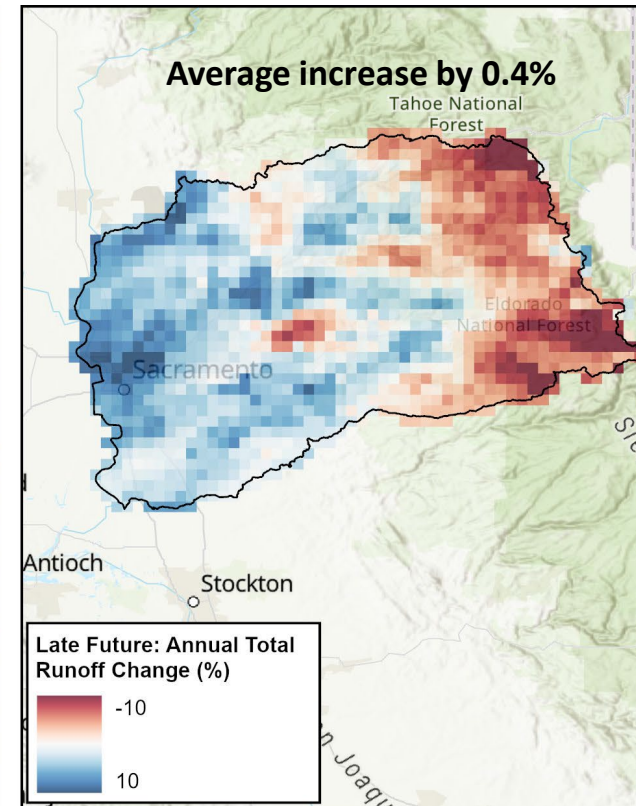 Average increase by 0.4%
Tahoe National
Forest
Eldorado
National Forest
Sacramento
Antioch
Stockton
Late Future: Annual Total
Runoff Change (%)
-10
10